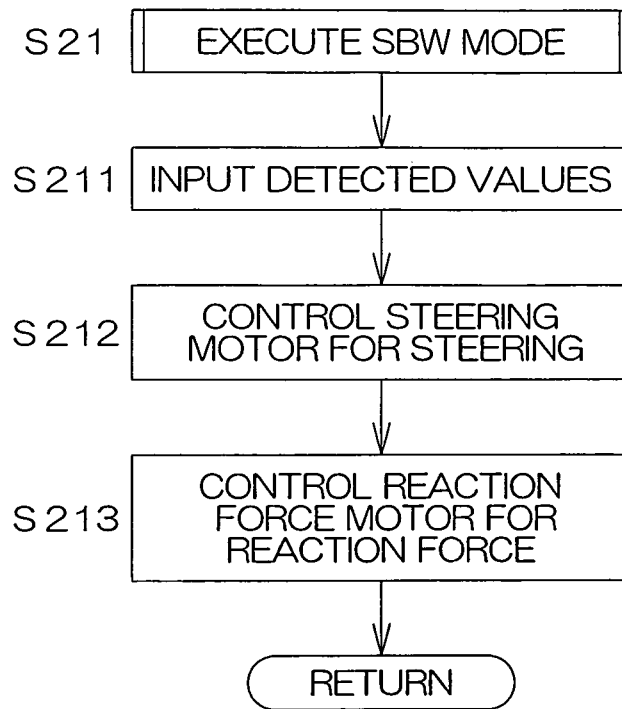 S21 EXECUTE SBW MODE
S211 INPUT DETECTED VALUES
S212 CONTROL STEERING
MOTOR FOR STEERING
S213 CONTROL REACTION
FORCE MOTOR FOR
REACTION FORCE
RETURN